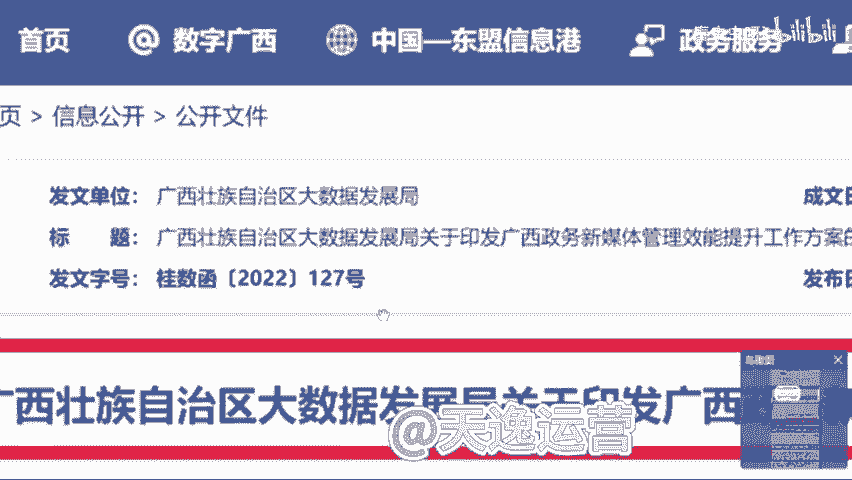 首页 数字广西 中国—东盟信息港 政务服务 bilibili
页 > 信息公开 > 公开文件
发文单位： 广西壮族自治区大数据发展局 成文日
标 题： 广西壮族自治区大数据发展局关于印发广西政务新媒体管理效能提升工作方案的
发文字号： 桂数函〔2022〕127号 发布日
广西壮族自治区大数据发展局关于印发广西
@天逸运营